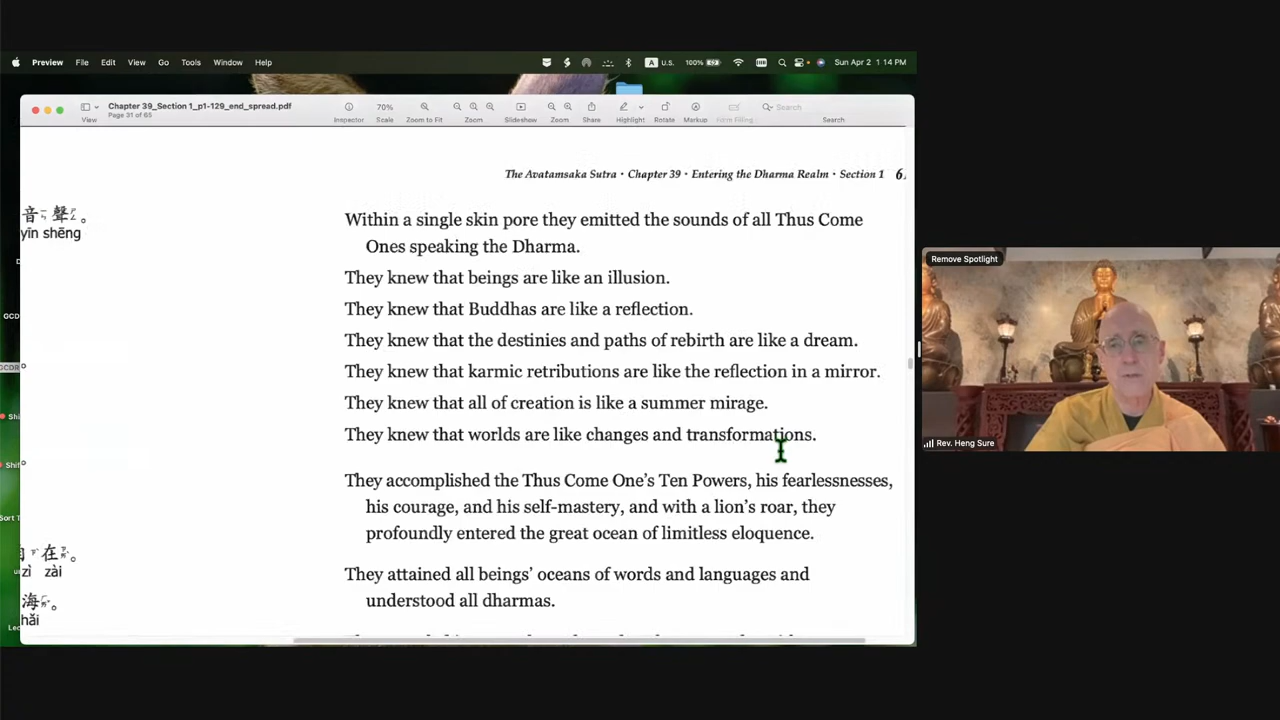 Preview File Edit View Go Tools Window Help
A U.S. 100% Sun Apr 2 1:14 PM
Chapter 39_Section 1_p1-129_end_spread.pdf
Page 31 of 65
70%
Search
View Inspector Scale Zoom to Fit Zoom Slideshow Zoom Share Highlight Rotate Markup Form Filling Search
The Avatamsaka Sutra · Chapter 39 · Entering the Dharma Realm · Section 1
音聲。
yīn shēng
Within a single skin pore they emitted the sounds of all Thus Come
Ones speaking the Dharma.
They knew that beings are like an illusion.
They knew that Buddhas are like a reflection.
They knew that the destinies and paths of rebirth are like a dream.
They knew that karmic retributions are like the reflection in a mirror.
They knew that all of creation is like a summer mirage.
They knew that worlds are like changes and transformations.
They accomplished the Thus Come One’s Ten Powers, his fearlessnesses,
his courage, and his self-mastery, and with a lion’s roar, they
profoundly entered the great ocean of limitless eloquence.
在。
zì zài
They attained all beings’ oceans of words and languages and
understood all dharmas.
海。
hǎi
GCDR
Remove Spotlight
Rev. Heng Sure